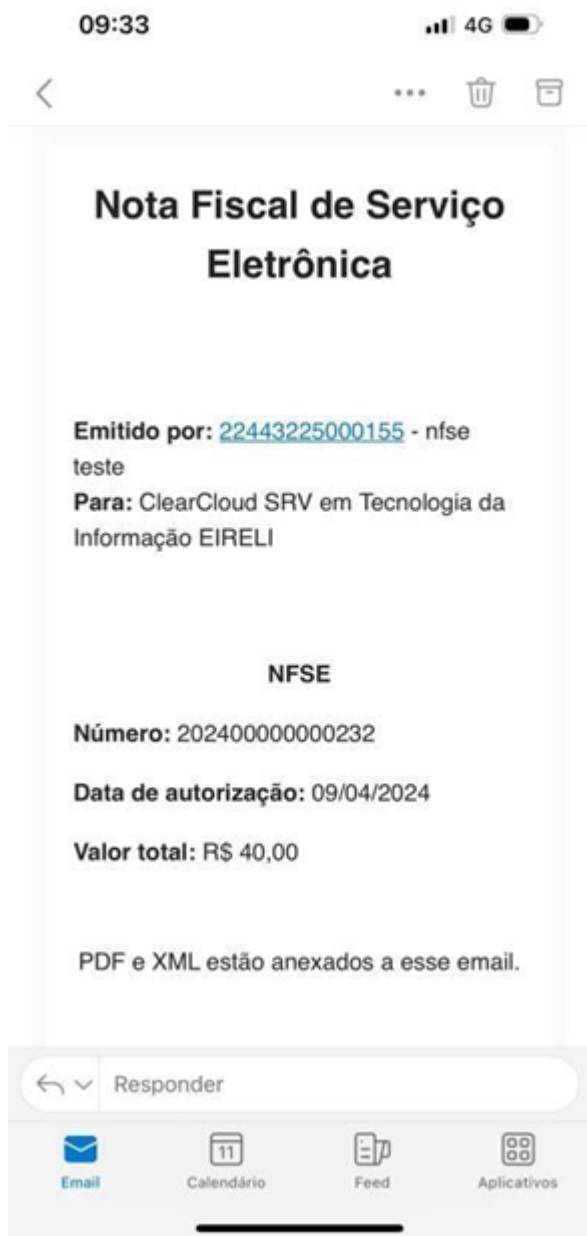 09:33
4G
Nota Fiscal de Serviço
Eletrônica
Emitido por: 22443225000155 - nfse
teste
Para: ClearCloud SRV em Tecnologia da
Informação EIRELI
NFSE
Número: 202400000000232
Data de autorização: 09/04/2024
Valor total: R$ 40,00
PDF e XML estão anexados a esse email.
Responder
11
Email Calendário Feed Aplicativos